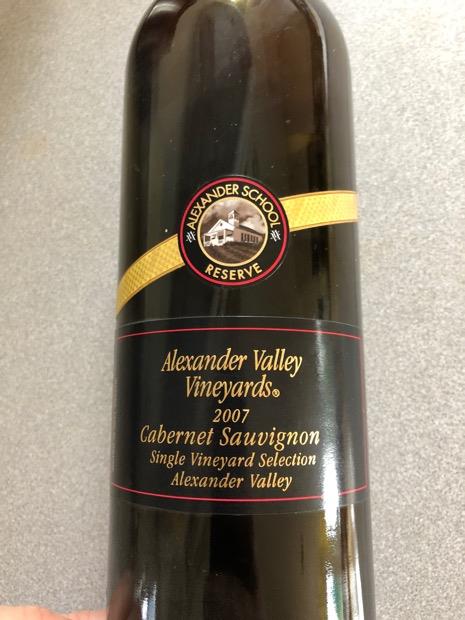 ALEXANDER SCHOOL
RESERVE
Alexander Valley
Vineyards®
2007
Cabernet Sauvignon
Single Vineyard Selection
Alexander Valley